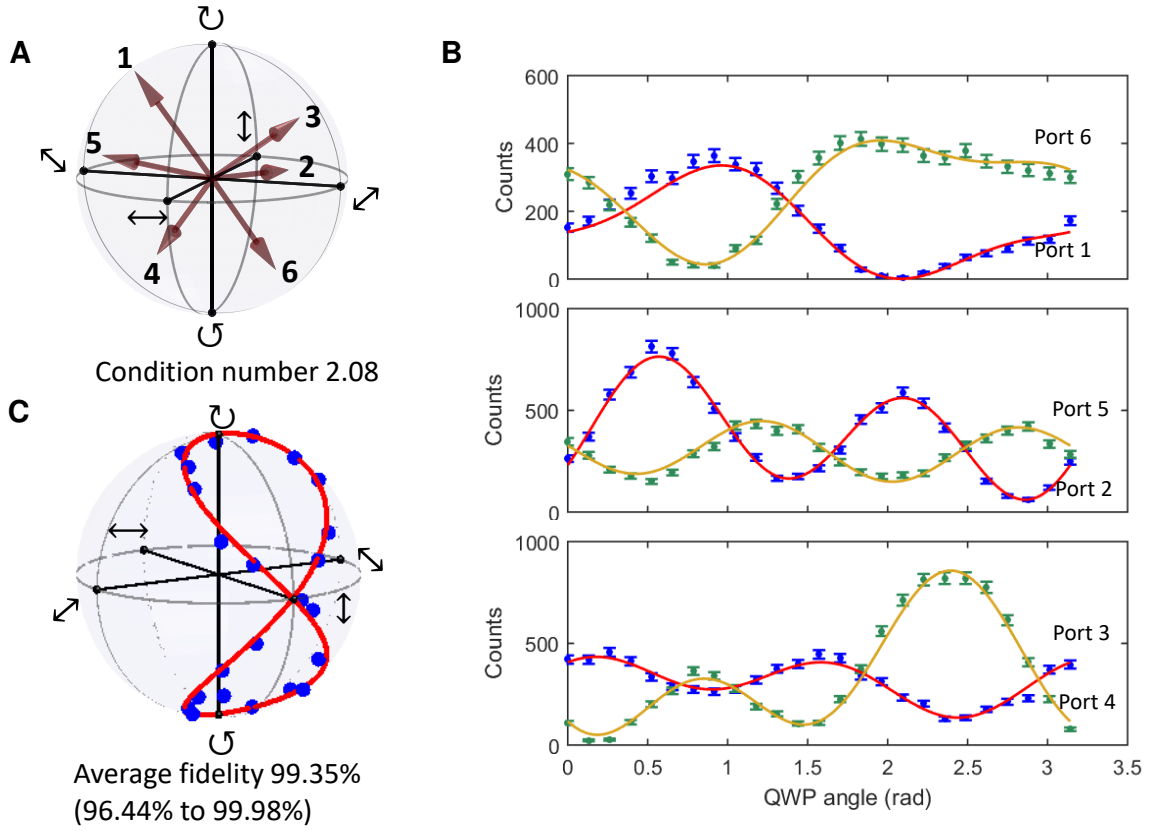 A
1
3
5
2
4
6
Condition number 2.08
B
600
400
200
0
Counts
Port 6
Port 1
1000
500
0
Counts
Port 5
Port 2
1000
500
0
Counts
Port 3
Port 4
0
0.5
1
1.5
2
2.5
3
3.5
QWP angle (rad)
C
Average fidelity 99.35%
(96.44% to 99.98%)